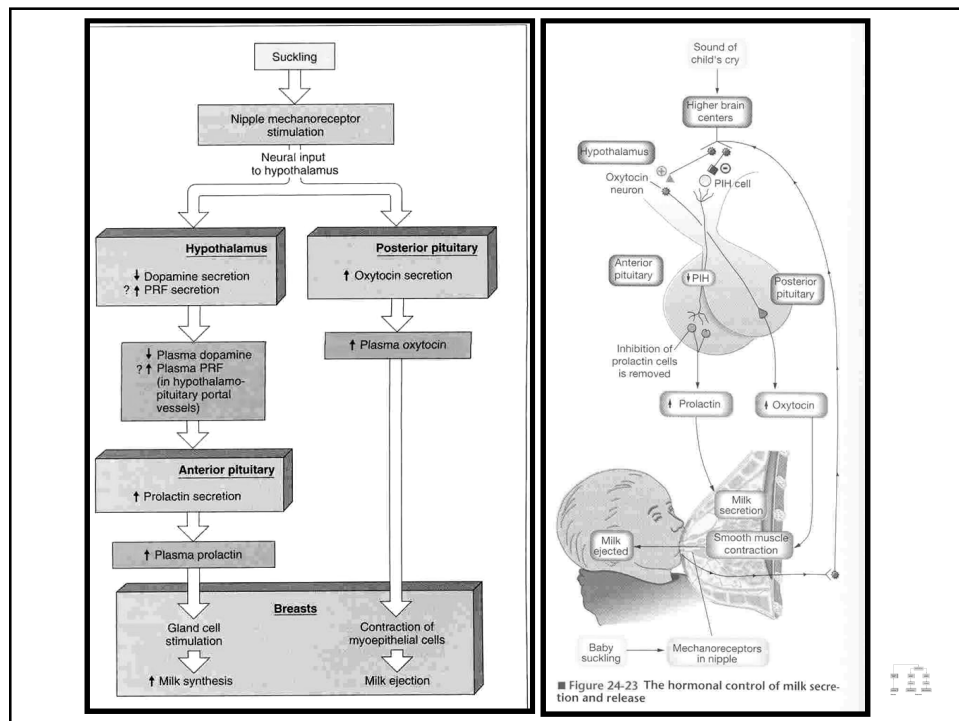 Suckling
Nipple mechanoreceptor
stimulation
Neural input
to hypothalamus
Hypothalamus
↓ Dopamine secretion
? ↑ PRF secretion
Posterior pituitary
↑ Oxytocin secretion
↓ Plasma dopamine
? ↑ Plasma PRF
(in hypothalamo-
pituitary portal
vessels)
↑ Plasma oxytocin
Anterior pituitary
↑ Prolactin secretion
↑ Plasma prolactin
Breasts
Gland cell
stimulation
↑ Milk synthesis
Contraction of
myoepithelial cells
Milk ejection
Sound of
child's cry
Higher brain
centers
Hypothalamus
Oxytocin
neuron
PIH cell
Anterior
pituitary
PIH
Posterior
pituitary
Inhibition of
prolactin cells
is removed
Prolactin
Oxytocin
Milk
secretion
Milk
ejected
Smooth muscle
contraction
Baby
suckling
Mechanoreceptors
in nipple
■ Figure 24-23 The hormonal control of milk secre-
tion and release